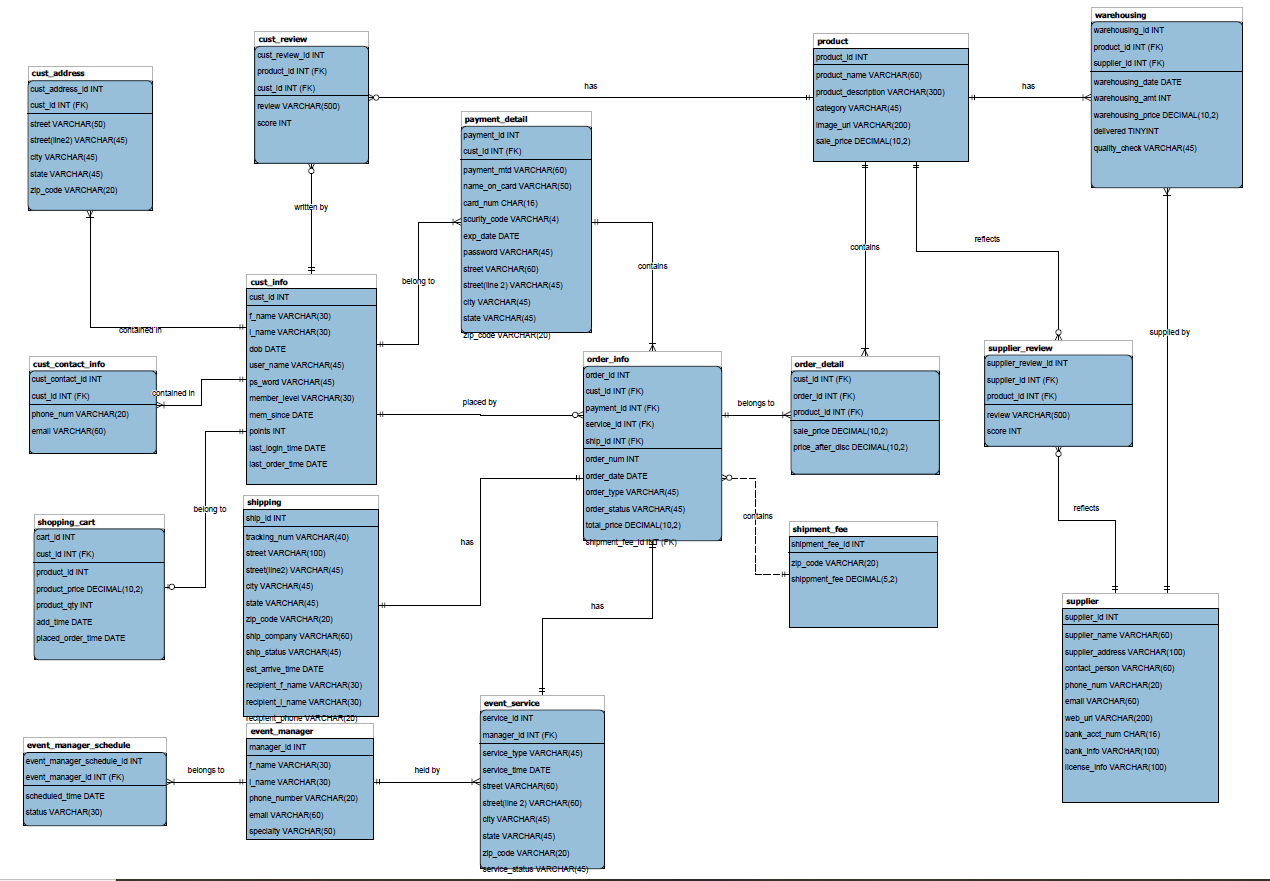 cust_address
cust_address_id INT
cust_id INT (FK)
street VARCHAR(50)
street(line2) VARCHAR(45)
city VARCHAR(45)
state VARCHAR(45)
zip_code VARCHAR(20)
cust_review
cust_review_id INT
product_id INT (FK)
cust_id INT (FK)
review VARCHAR(500)
score INT
has
written by
payment_detail
payment_id INT
cust_id INT (FK)
payment_mtd VARCHAR(60)
name_on_card VARCHAR(50)
card_num CHAR(16)
scurity_code VARCHAR(4)
exp_date DATE
password VARCHAR(45)
street VARCHAR(60)
street(line 2) VARCHAR(45)
city VARCHAR(45)
state VARCHAR(45)
zip_code VARCHAR(20)
product
product_id INT
product_name VARCHAR(60)
product_description VARCHAR(300)
category VARCHAR(45)
image_url VARCHAR(200)
sale_price DECIMAL(10,2)
has
warehousing
warehousing_id INT
product_id INT (FK)
supplier_id INT (FK)
warehousing_date DATE
warehousing_amt INT
warehousing_price DECIMAL(10,2)
delivered TINYINT
quality_check VARCHAR(45)
contained in
cust_info
cust_id INT
f_name VARCHAR(30)
l_name VARCHAR(30)
dob DATE
user_name VARCHAR(45)
ps_word VARCHAR(45)
member_level VARCHAR(30)
mem_since DATE
points INT
last_login_time DATE
last_order_time DATE
belong to
contains
contains
reflects
supplied by
cust_contact_info
cust_contact_id INT
cust_id INT (FK)
phone_num VARCHAR(20)
email VARCHAR(60)
contained in
placed by
order_info
order_id INT
cust_id INT (FK)
payment_id INT (FK)
service_id INT (FK)
ship_id INT (FK)
order_num INT
order_date DATE
order_type VARCHAR(45)
order_status VARCHAR(45)
total_price DECIMAL(10,2)
shipment_fee_id INT (FK)
belongs to
order_detail
cust_id INT (FK)
order_id INT (FK)
product_id INT (FK)
sale_price DECIMAL(10,2)
price_after_disc DECIMAL(10,2)
supplier_review
supplier_review_id INT
supplier_id INT (FK)
product_id INT (FK)
review VARCHAR(500)
score INT
shopping_cart
cart_id INT
cust_id INT (FK)
product_id INT
product_price DECIMAL(10,2)
product_qty INT
add_time DATE
placed_order_time DATE
belong to
shipping
ship_id INT
tracking_num VARCHAR(40)
street VARCHAR(100)
street(line2) VARCHAR(45)
city VARCHAR(45)
state VARCHAR(45)
zip_code VARCHAR(20)
ship_company VARCHAR(60)
ship_status VARCHAR(45)
est_arrive_time DATE
recipient_f_name VARCHAR(30)
recipient_l_name VARCHAR(30)
recipient_phone VARCHAR(20)
has
contains
shipment_fee
shipment_fee_id INT
zip_code VARCHAR(20)
shippment_fee DECIMAL(5,2)
reflects
has
supplier
supplier_id INT
supplier_name VARCHAR(60)
supplier_address VARCHAR(100)
contact_person VARCHAR(60)
phone_num VARCHAR(20)
email VARCHAR(60)
web_url VARCHAR(200)
bank_acct_num CHAR(16)
bank_info VARCHAR(100)
license_info VARCHAR(100)
event_manager_schedule
event_manager_schedule_id INT
event_manager_id INT (FK)
scheduled_time DATE
status VARCHAR(30)
belongs to
event_manager
manager_id INT
f_name VARCHAR(30)
l_name VARCHAR(30)
phone_number VARCHAR(20)
email VARCHAR(60)
specialty VARCHAR(50)
held by
event_service
service_id INT
manager_id INT (FK)
service_type VARCHAR(45)
service_time DATE
street VARCHAR(60)
street(line 2) VARCHAR(60)
city VARCHAR(45)
state VARCHAR(45)
zip_code VARCHAR(20)
service_status VARCHAR(45)